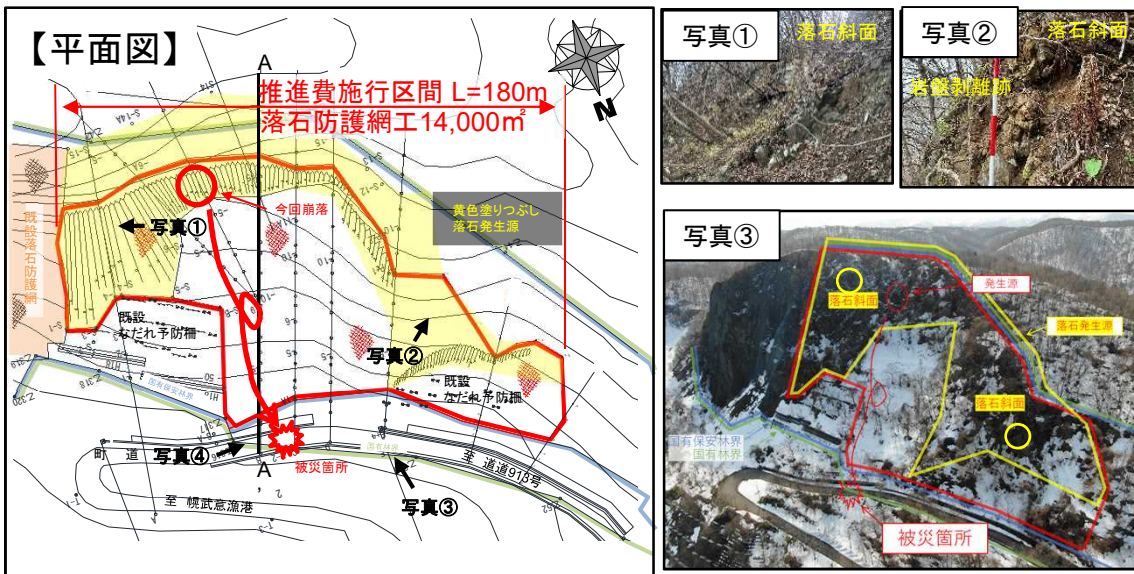 【平面図】
A
推進費施行区間 L=180m
落石防護網工14,000㎡
N
今回崩落
写真①
既設落石防護網
黄色塗りつぶし
落石発生源
既設
なだれ予防柵
写真②
既設
なだれ予防柵
国有保安林界
国有林界
町道
写真④
A'
被災箇所
至 道道913号
至 幌武意漁港
写真③
写真①
落石斜面
写真②
落石斜面
岩盤剥離跡
写真③
発生源
落石斜面
落石発生源
落石斜面
国有保安林界
国有林界
被災箇所